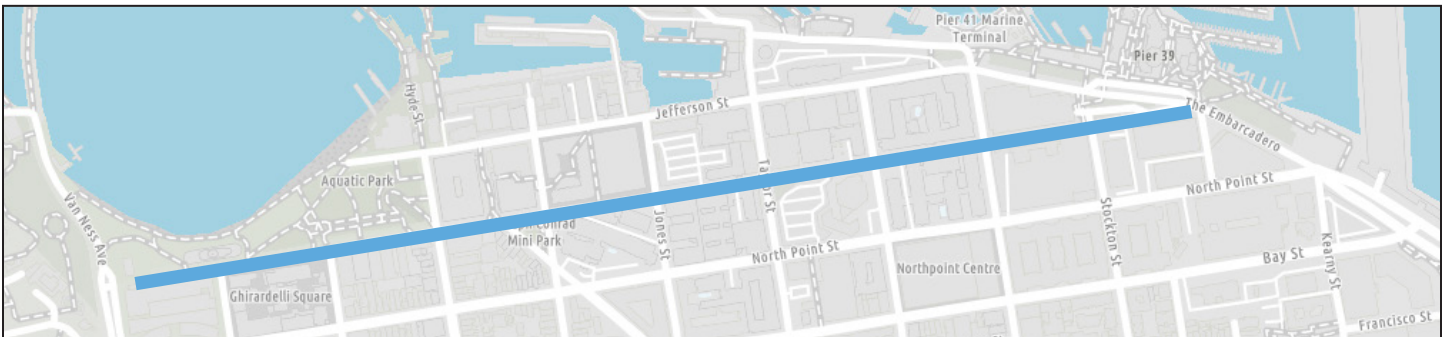 Pier 41 Marine
Terminal
Pier 39
Hyde St
Jefferson St
The Embarcadero
Aquatic Park
Van Ness Ave
Jones St
Conrad
Mini Park
North Point St
Stockton St
North Point St
Northpoint Centre
Kearny St
Bay St
Ghirardelli Square
Francisco St